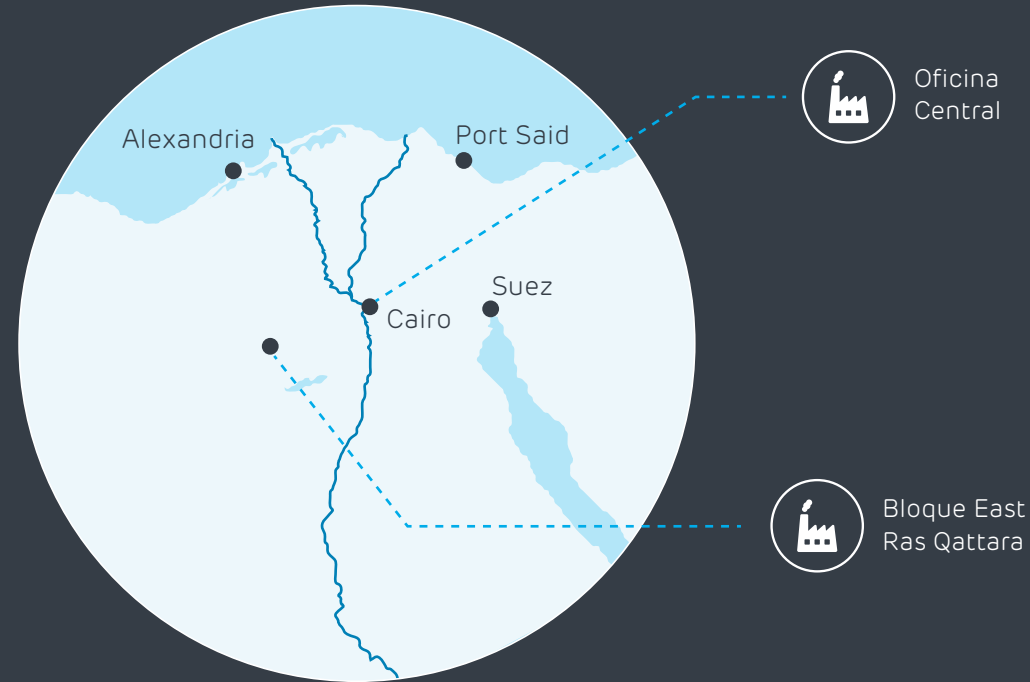 Oficina
Central
Alexandria
Port Said
Suez
Cairo
Bloque East
Ras Qattara